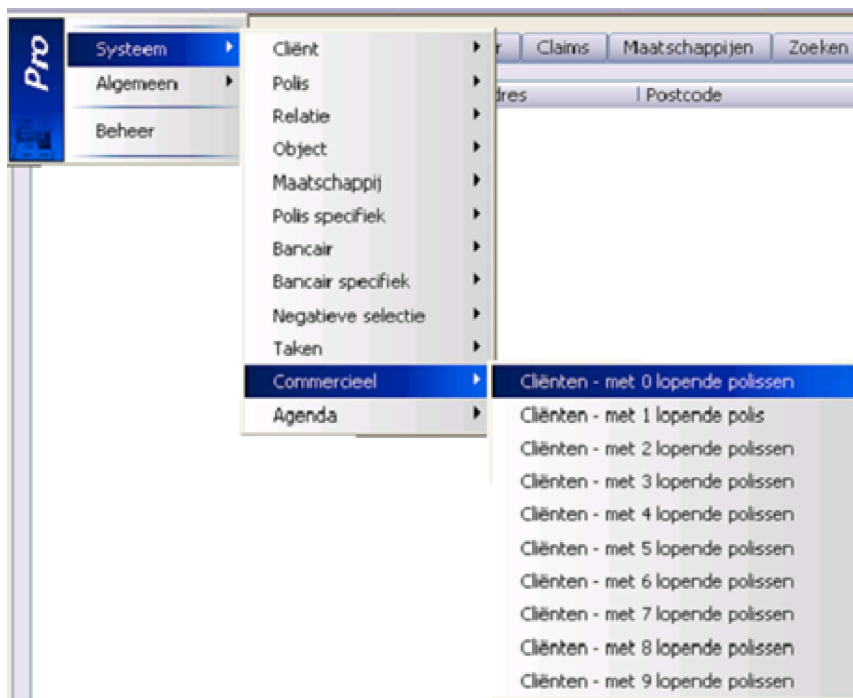 Pro
Systeem
Algemeen
Beheer
Cliënt
Polis
Relatie
Object
Maatschappij
Polis specifiek
Bancair
Bancair specifiek
Negatieve selectie
Taken
Commercieel
Agenda
r Claims Maatschappijen Zoeken
dres Postcode
Cliënten - met 0 lopende polissen
Cliënten - met 1 lopende polis
Cliënten - met 2 lopende polissen
Cliënten - met 3 lopende polissen
Cliënten - met 4 lopende polissen
Cliënten - met 5 lopende polissen
Cliënten - met 6 lopende polissen
Cliënten - met 7 lopende polissen
Cliënten - met 8 lopende polissen
Cliënten - met 9 lopende polissen